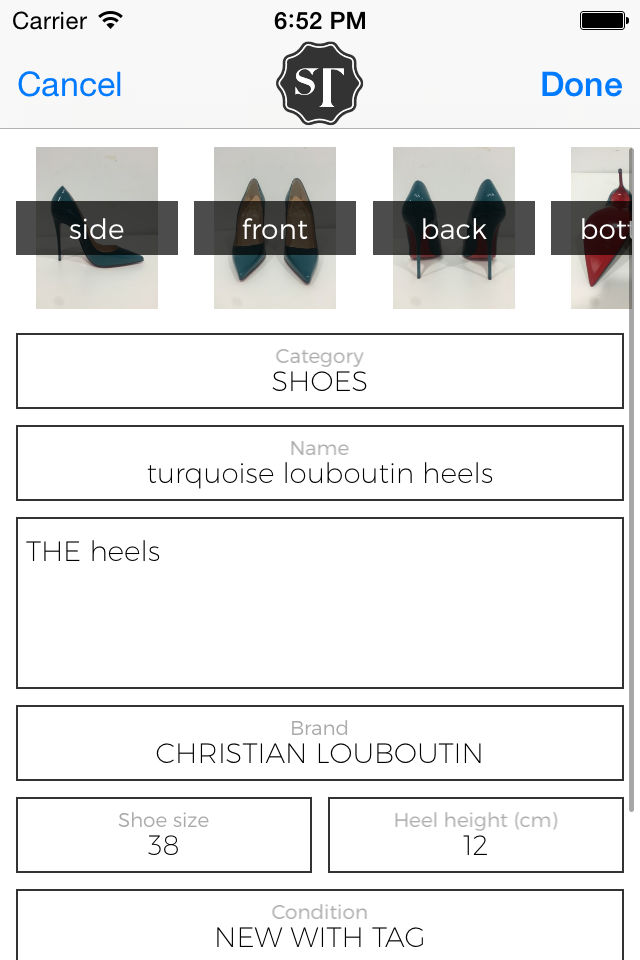 Carrier 6:52 PM
Cancel ST Done
side front back bott
Category
SHOES
Name
turquoise louboutin heels
THE heels
Brand
CHRISTIAN LOUBOUTIN
Shoe size Heel height (cm)
38 12
Condition
NEW WITH TAG